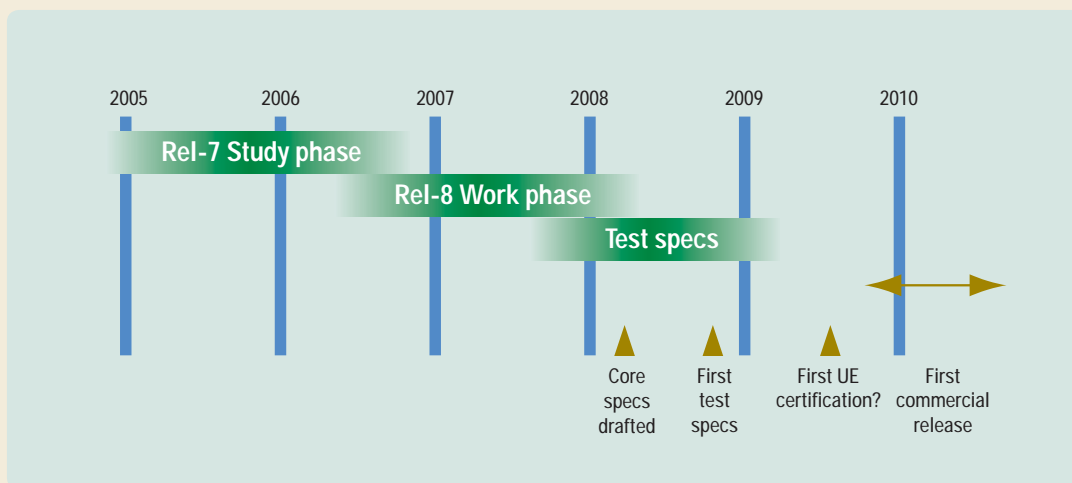 2005 2006 2007 2008 2009 2010
Rel-7 Study phase
Rel-8 Work phase
Test specs
Core
specs
drafted
First
test
specs
First UE
certification?
First
commercial
release